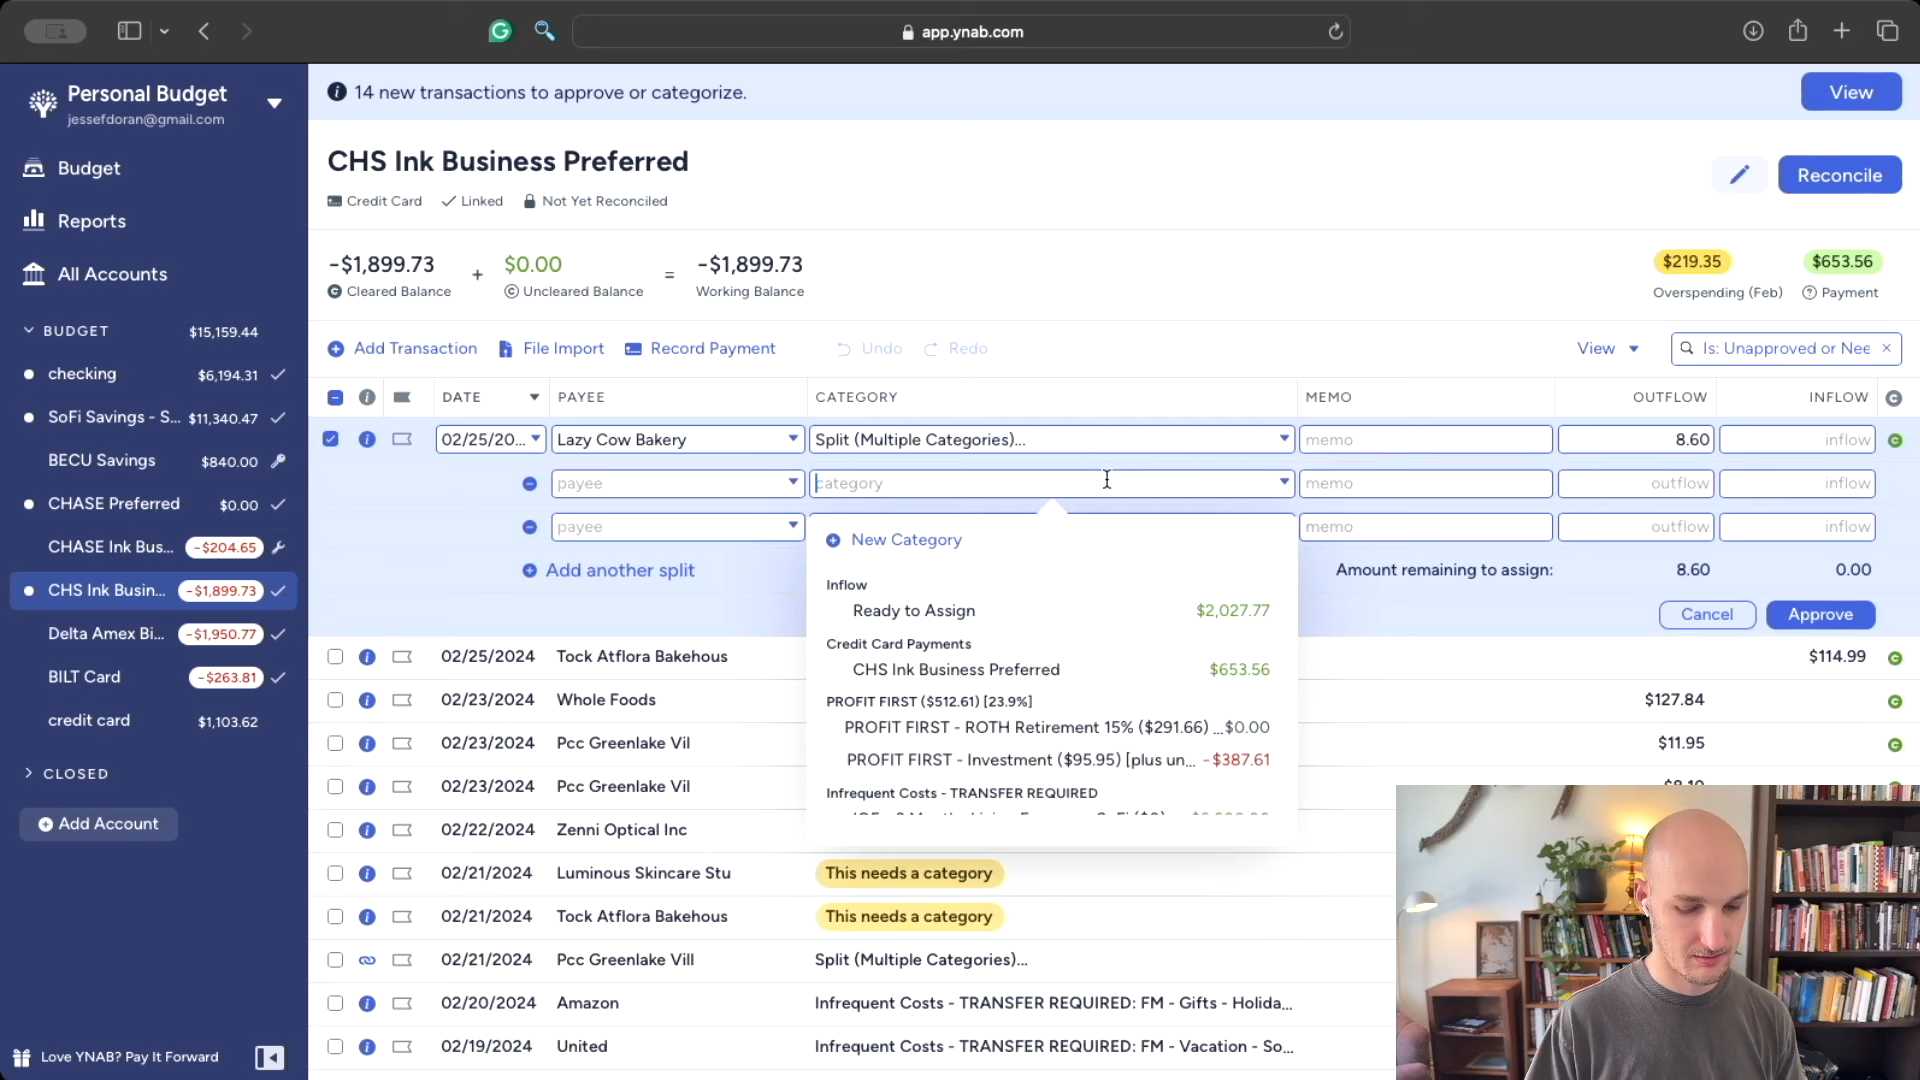 app.ynab.com
Personal Budget
jessefdoran@gmail.com
14 new transactions to approve or categorize.
View
Budget
Reports
All Accounts
BUDGET $15,159.44
checking $6,194.31
SoFi Savings - S... $11,340.47
BECU Savings $840.00
CHASE Preferred $0.00
CHASE Ink Bus... -$204.65
CHS Ink Busin... -$1,899.73
Delta Amex Bi... -$1,950.77
BILT Card -$263.81
credit card $1,103.62
CLOSED
Add Account
Love YNAB? Pay It Forward
CHS Ink Business Preferred
Credit Card Linked Not Yet Reconciled
Reconcile
-$1,899.73 + $0.00 = -$1,899.73
Cleared Balance Uncleared Balance Working Balance
$219.35 $653.56
Overspending (Feb) Payment
Add Transaction File Import Record Payment Undo Redo View Is: Unapproved or Nee
DATE PAYEE CATEGORY MEMO OUTFLOW INFLOW
02/25/20... Lazy Cow Bakery Split (Multiple Categories)... memo 8.60 inflow
payee category memo outflow inflow
payee memo outflow inflow
Add another split Amount remaining to assign: 8.60 0.00
Cancel Approve
New Category
Inflow
Ready to Assign $2,027.77
Credit Card Payments
CHS Ink Business Preferred $653.56
PROFIT FIRST ($512.61) [23.9%]
PROFIT FIRST - ROTH Retirement 15% ($291.66) ...$0.00
PROFIT FIRST - Investment ($95.95) [plus un... -$387.61
Infrequent Costs - TRANSFER REQUIRED
02/25/2024 Tock Atflora Bakehous $114.99
02/23/2024 Whole Foods $127.84
02/23/2024 Pcc Greenlake Vil $11.95
02/23/2024 Pcc Greenlake Vil
02/22/2024 Zenni Optical Inc
02/21/2024 Luminous Skincare Stu This needs a category
02/21/2024 Tock Atflora Bakehous This needs a category
02/21/2024 Pcc Greenlake Vill Split (Multiple Categories)...
02/20/2024 Amazon Infrequent Costs - TRANSFER REQUIRED: FM - Gifts - Holida...
02/19/2024 United Infrequent Costs - TRANSFER REQUIRED: FM - Vacation - So...